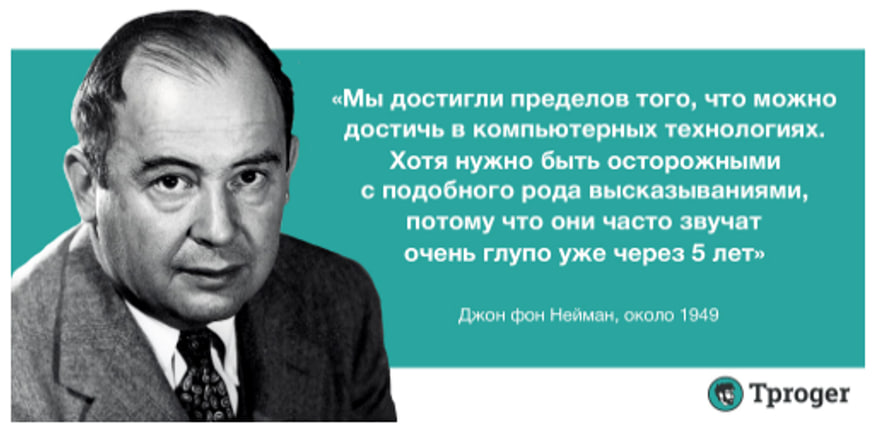 «Мы достигли пределов того, что можно
достичь в компьютерных технологиях.
Хотя нужно быть осторожными
с подобного рода высказываниями,
потому что они часто звучат
очень глупо уже через 5 лет»
Джон фон Нейман, около 1949
Tproger